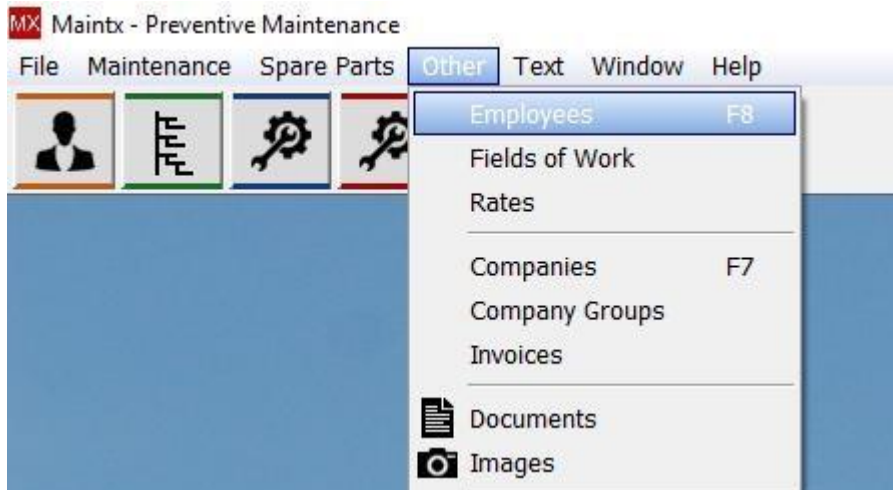 MX Maintx - Preventive Maintenance
File Maintenance Spare Parts Other Text Window Help
Employees F8
Fields of Work
Rates
Companies F7
Company Groups
Invoices
Documents
Images